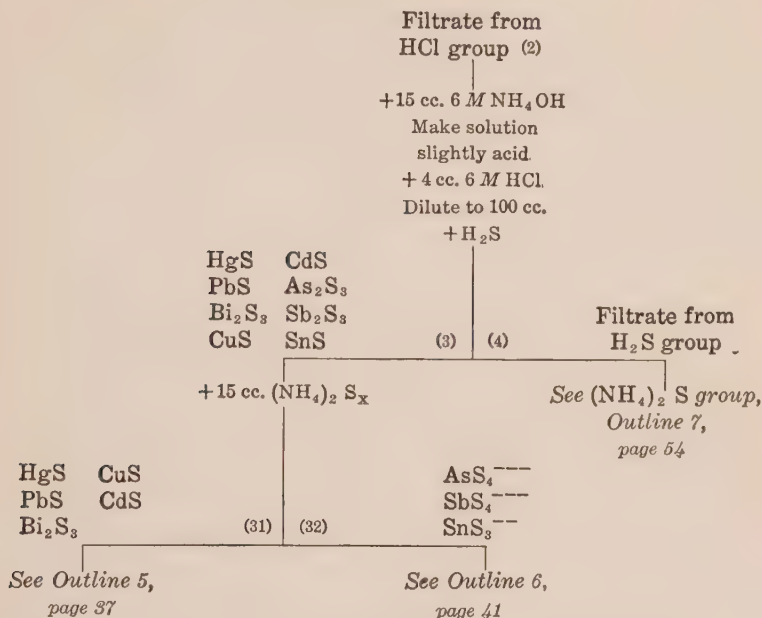 Filtrate from
HCl group (2)
+15 cc. 6 M NH₄OH
Make solution
slightly acid.
+ 4 cc. 6 M HCl.
Dilute to 100 cc.
+H₂S
HgS CdS
PbS As₂S₃
Bi₂S₃ Sb₂S₃
CuS SnS
(3) (4)
Filtrate from
H₂S group
+15 cc. (NH₄)₂ Sₓ
See (NH₄)₂ S group,
Outline 7,
page 54
HgS CuS
PbS CdS
Bi₂S₃
(31) (32)
AsS₄⁻⁻⁻
SbS₄⁻⁻⁻
SnS₃⁻⁻
See Outline 5,
page 37
See Outline 6,
page 41